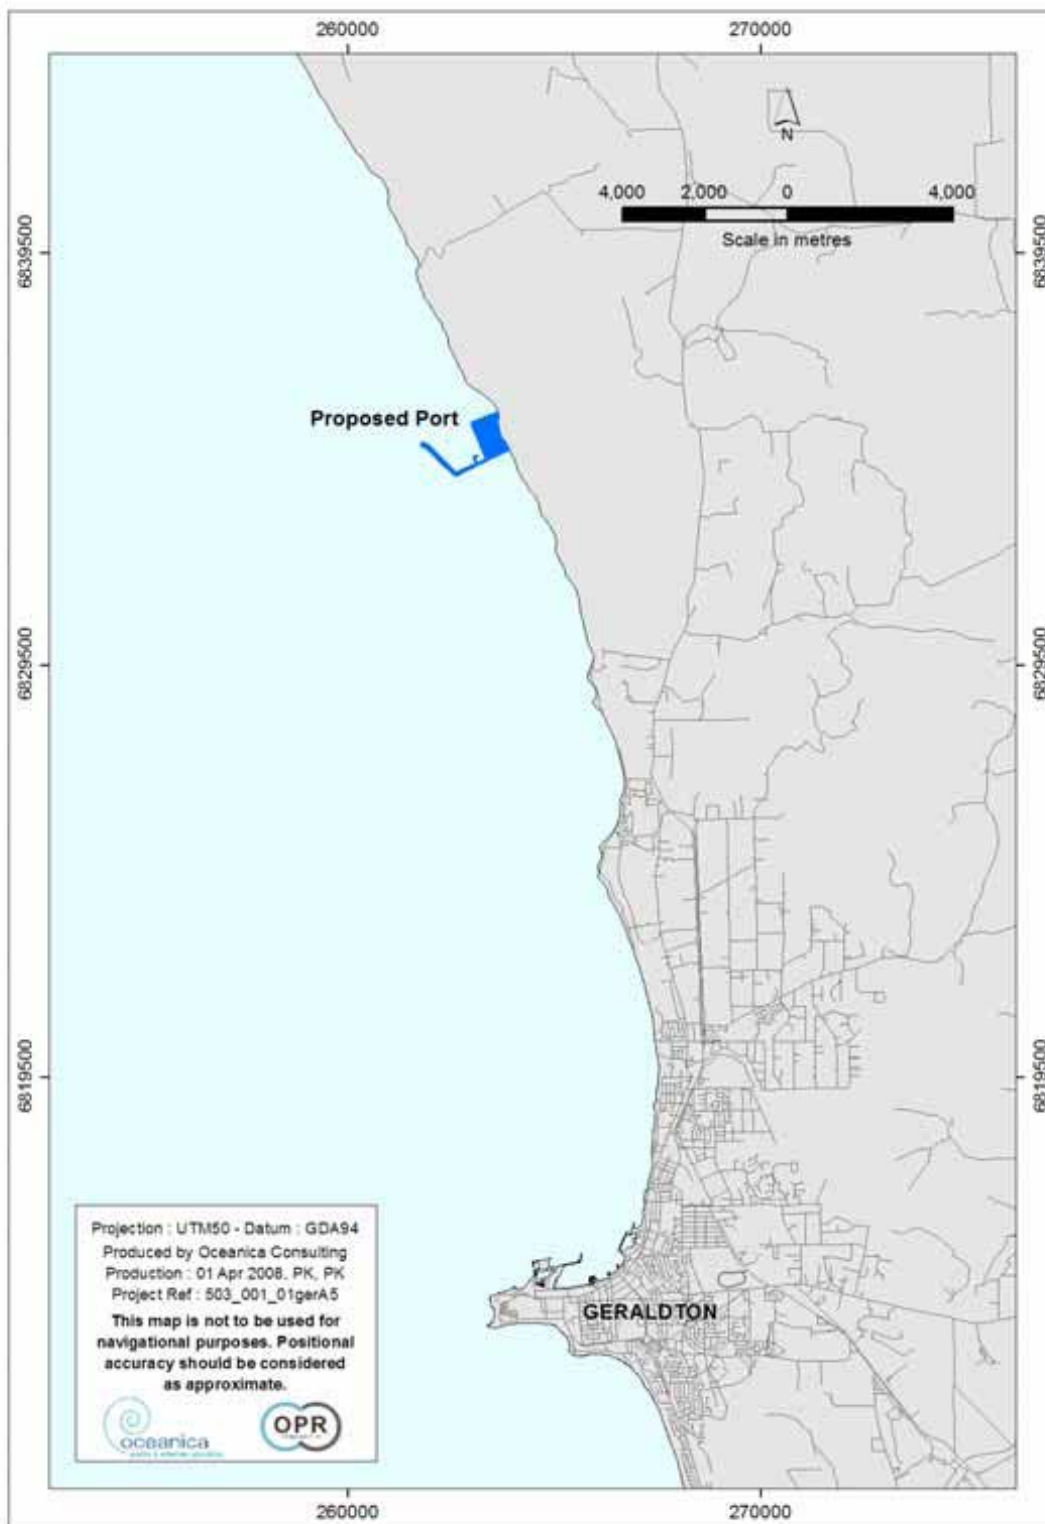 260000 270000
N
4,000 2,000 0 4,000
Scale in metres
6839500 6839500
Proposed Port
6829500 6829500
6819500 6819500
GERALDTON
Projection : UTM50 - Datum : GDA94
Produced by Oceanica Consulting
Production : 01 Apr 2008. PK, PK
Project Ref : 503_001_01gerA5
This map is not to be used for
navigational purposes. Positional
accuracy should be considered
as approximate.
oceanica
OPR
260000 270000